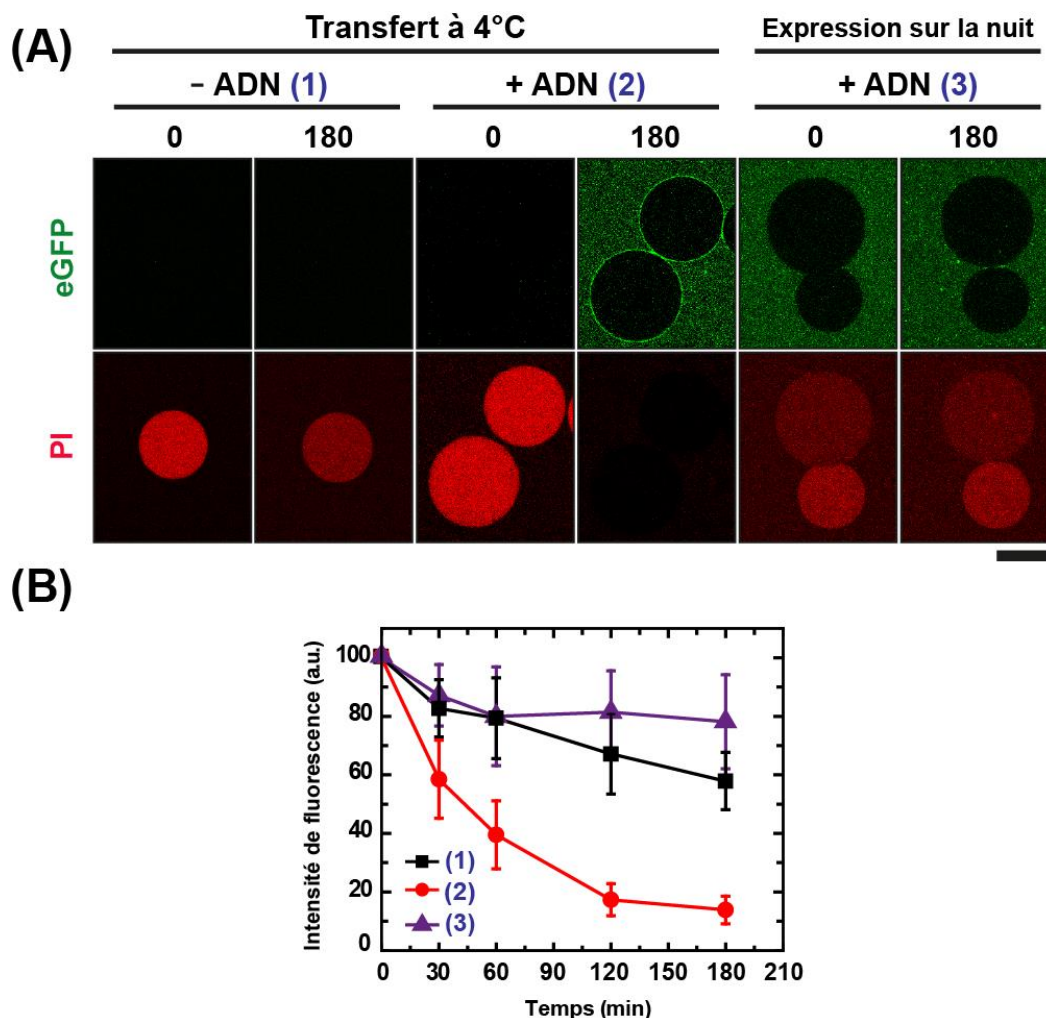 (A)
Transfert à 4°C
Expression sur la nuit
- ADN (1)
+ ADN (2)
+ ADN (3)
0 180 0 180 0 180
eGFP
PI
(B)
Intensité de fluorescence (a.u.)
100
80
60
40
20
0
(1)
(2)
(3)
0 30 60 90 120 150 180 210
Temps (min)